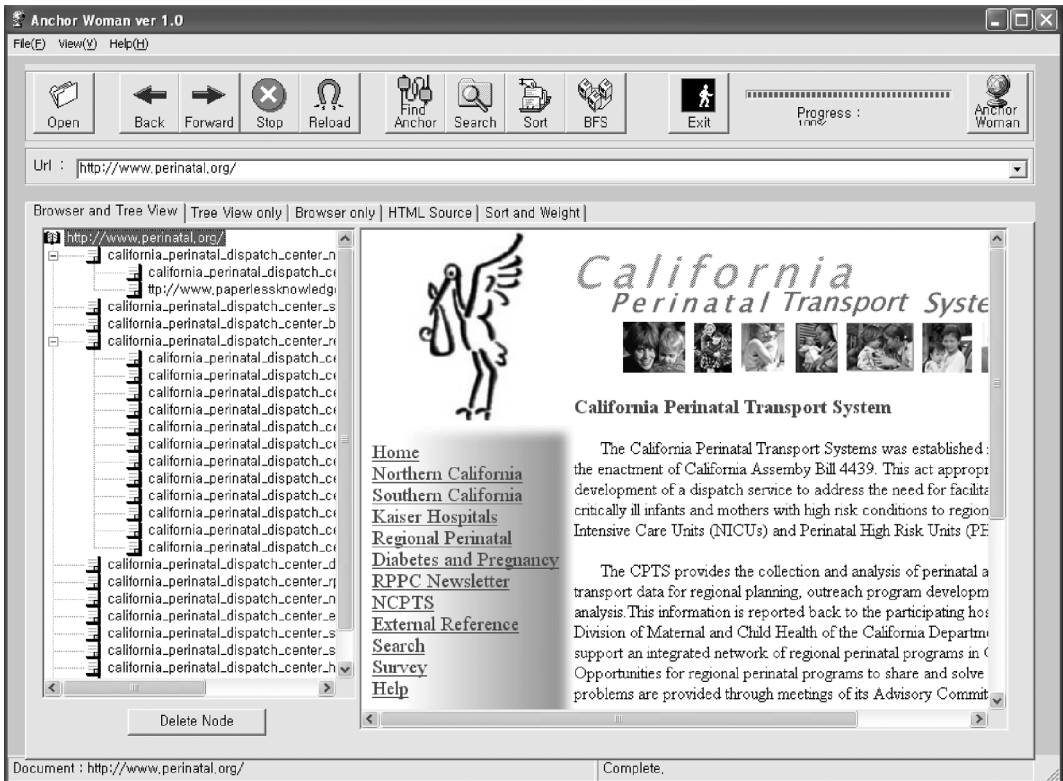 Anchor Woman ver 1.0
File(F) View(V) Help(H)
Open Back Forward Stop Reload Find Anchor Search Sort BFS Exit Progress : 100% Anchor Woman
Url : http://www.perinatal.org/
Browser and Tree View Tree View only Browser only HTML Source Sort and Weight
http://www.perinatal.org/
california_perinatal_dispatch_center_n
california_perinatal_dispatch_ce
ttp://www.paperlessknowledg
california_perinatal_dispatch_center_s
california_perinatal_dispatch_center_b
california_perinatal_dispatch_center_re
california_perinatal_dispatch_ce
california_perinatal_dispatch_ce
california_perinatal_dispatch_ce
california_perinatal_dispatch_ce
california_perinatal_dispatch_ce
california_perinatal_dispatch_ce
california_perinatal_dispatch_ce
california_perinatal_dispatch_ce
california_perinatal_dispatch_ce
california_perinatal_dispatch_ce
california_perinatal_dispatch_ce
california_perinatal_dispatch_ce
california_perinatal_dispatch_center_d
california_perinatal_dispatch_center_rp
california_perinatal_dispatch_center_n
california_perinatal_dispatch_center_e
california_perinatal_dispatch_center_s
california_perinatal_dispatch_center_s
california_perinatal_dispatch_center_h
Delete Node
California
Perinatal Transport Syste
Home
Northern California
Southern California
Kaiser Hospitals
Regional Perinatal
Diabetes and Pregnancy
RPPC Newsletter
NCPTS
External Reference
Search
Survey
Help
California Perinatal Transport System
The California Perinatal Transport Systems was established
the enactment of California Assemby Bill 4439. This act appropr
development of a dispatch service to address the need for facilita
critically ill infants and mothers with high risk conditions to region
Intensive Care Units (NICUs) and Perinatal High Risk Units (PH
The CPTS provides the collection and analysis of perinatal a
transport data for regional planning, outreach program developm
analysis.This information is reported back to the participating hos
Division of Maternal and Child Health of the California Departme
support an integrated network of regional perinatal programs in C
Opportunities for regional perinatal programs to share and solve
problems are provided through meetings of its Advisory Commit
Document : http://www.perinatal.org/
Complete.